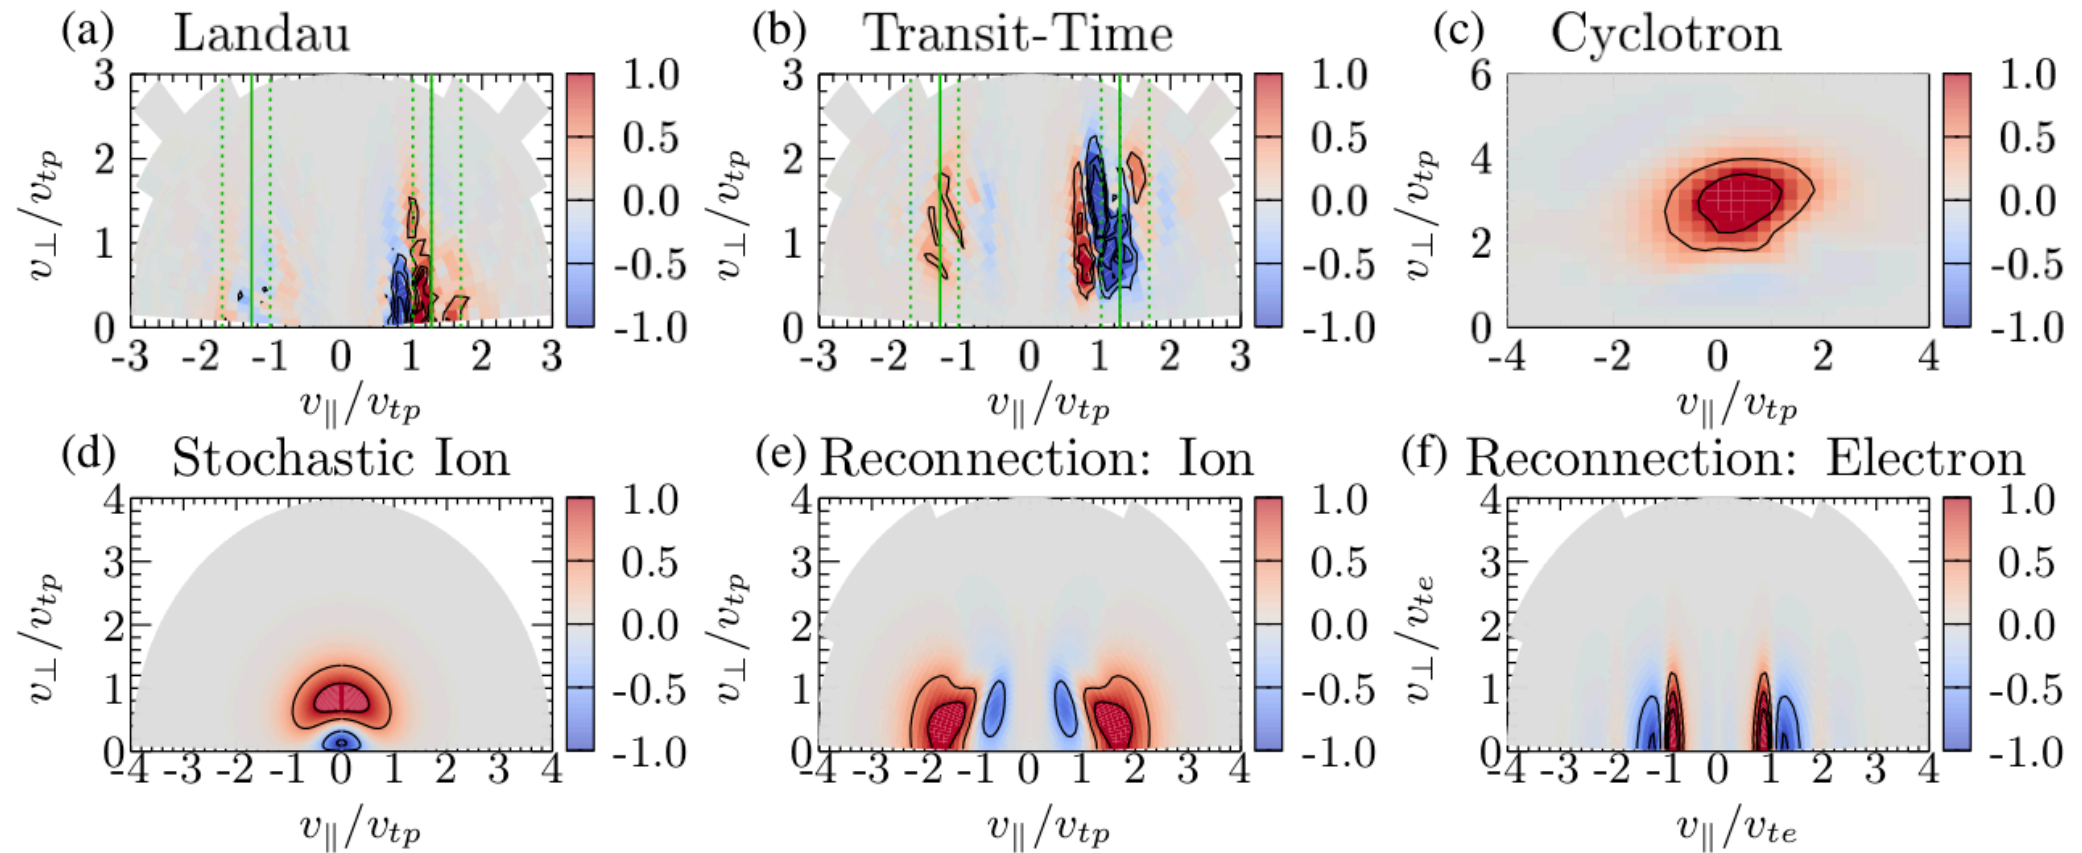 (a) Landau
(b) Transit-Time
(c) Cyclotron
3
2
1
0
-3 -2 -1 0 1 2 3
v⊥/vtp
v∥/vtp
1.0
0.5
0.0
-0.5
-1.0
3
2
1
0
-3 -2 -1 0 1 2 3
v⊥/vtp
v∥/vtp
1.0
0.5
0.0
-0.5
-1.0
6
4
2
0
-4 -2 0 2 4
v⊥/vtp
v∥/vtp
1.0
0.5
0.0
-0.5
-1.0
(d) Stochastic Ion
(e) Reconnection: Ion
(f) Reconnection: Electron
4
3
2
1
0
-4 -3 -2 -1 0 1 2 3 4
v⊥/vtp
v∥/vtp
1.0
0.5
0.0
-0.5
-1.0
4
3
2
1
0
-4 -3 -2 -1 0 1 2 3 4
v⊥/vtp
v∥/vtp
1.0
0.5
0.0
-0.5
-1.0
4
3
2
1
0
-4 -3 -2 -1 0 1 2 3 4
v⊥/vte
v∥/vte
1.0
0.5
0.0
-0.5
-1.0